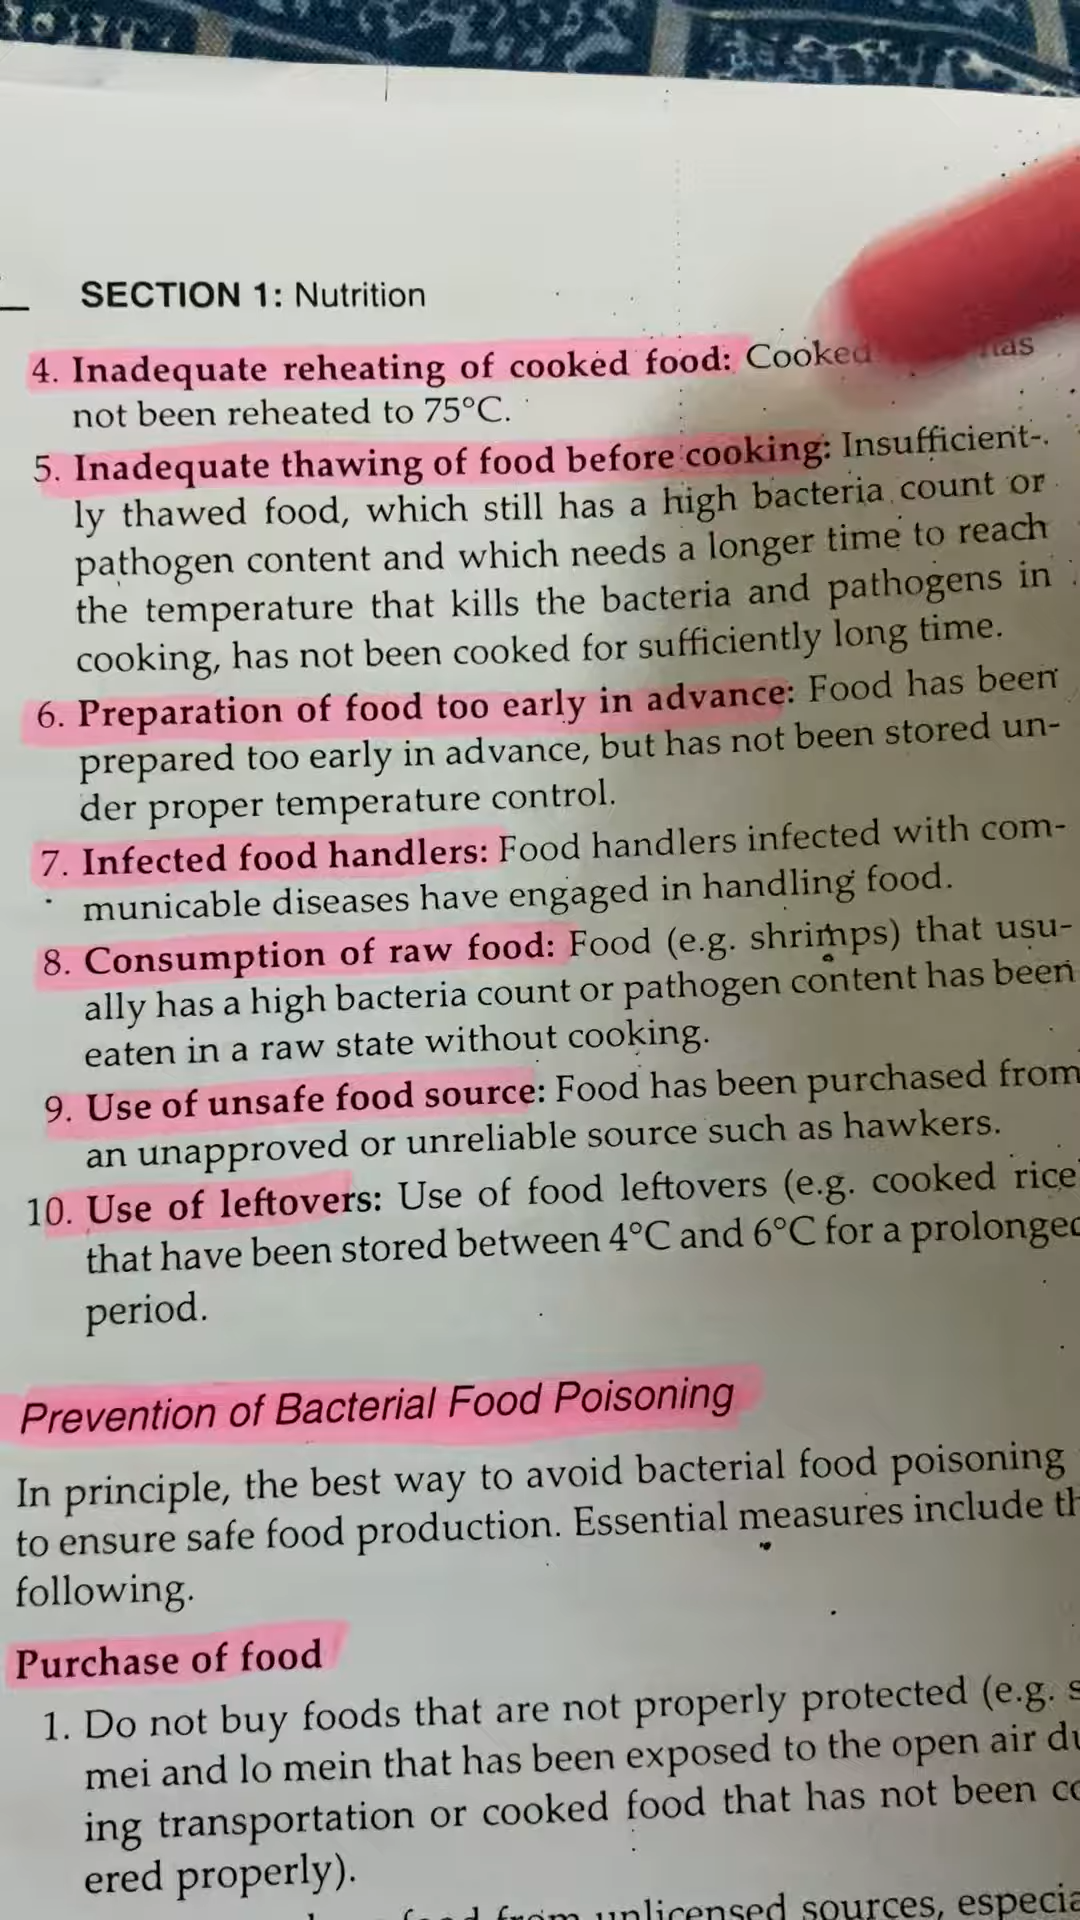 SECTION 1: Nutrition
4. Inadequate reheating of cooked food: Cooked has
not been reheated to 75°C.
5. Inadequate thawing of food before cooking: Insufficient-
ly thawed food, which still has a high bacteria count or
pathogen content and which needs a longer time to reach
the temperature that kills the bacteria and pathogens in
cooking, has not been cooked for sufficiently long time.
6. Preparation of food too early in advance: Food has been
prepared too early in advance, but has not been stored un-
der proper temperature control.
7. Infected food handlers: Food handlers infected with com-
municable diseases have engaged in handling food.
8. Consumption of raw food: Food (e.g. shrimps) that usu-
ally has a high bacteria count or pathogen content has been
eaten in a raw state without cooking.
9. Use of unsafe food source: Food has been purchased from
an unapproved or unreliable source such as hawkers.
10. Use of leftovers: Use of food leftovers (e.g. cooked rice
that have been stored between 4°C and 6°C for a prolonged
period.
Prevention of Bacterial Food Poisoning
In principle, the best way to avoid bacterial food poisoning
to ensure safe food production. Essential measures include
following.
Purchase of food
1. Do not buy foods that are not properly protected (e.g.
mei and lo mein that has been exposed to the open air
ing transportation or cooked food that has not been
ered properly).
food from unlicensed sources,